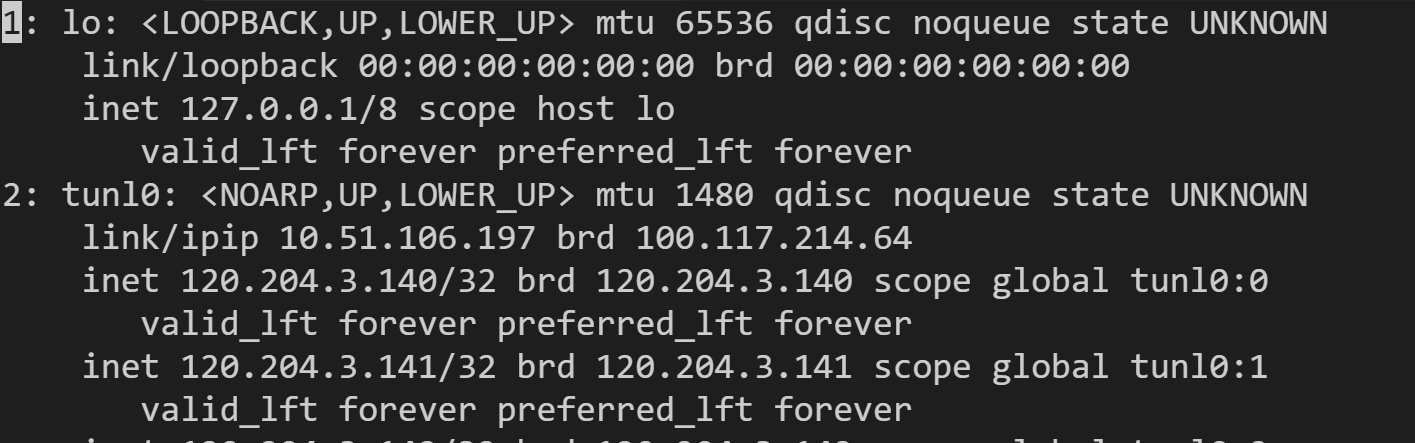 1: lo: <LOOPBACK,UP,LOWER_UP> mtu 65536 qdisc noqueue state UNKNOWN
link/loopback 00:00:00:00:00:00 brd 00:00:00:00:00:00
inet 127.0.0.1/8 scope host lo
valid_lft forever preferred_lft forever
2: tunl0: <NOARP,UP,LOWER_UP> mtu 1480 qdisc noqueue state UNKNOWN
link/ipip 10.51.106.197 brd 100.117.214.64
inet 120.204.3.140/32 brd 120.204.3.140 scope global tunl0:0
valid_lft forever preferred_lft forever
inet 120.204.3.141/32 brd 120.204.3.141 scope global tunl0:1
valid_lft forever preferred_lft forever